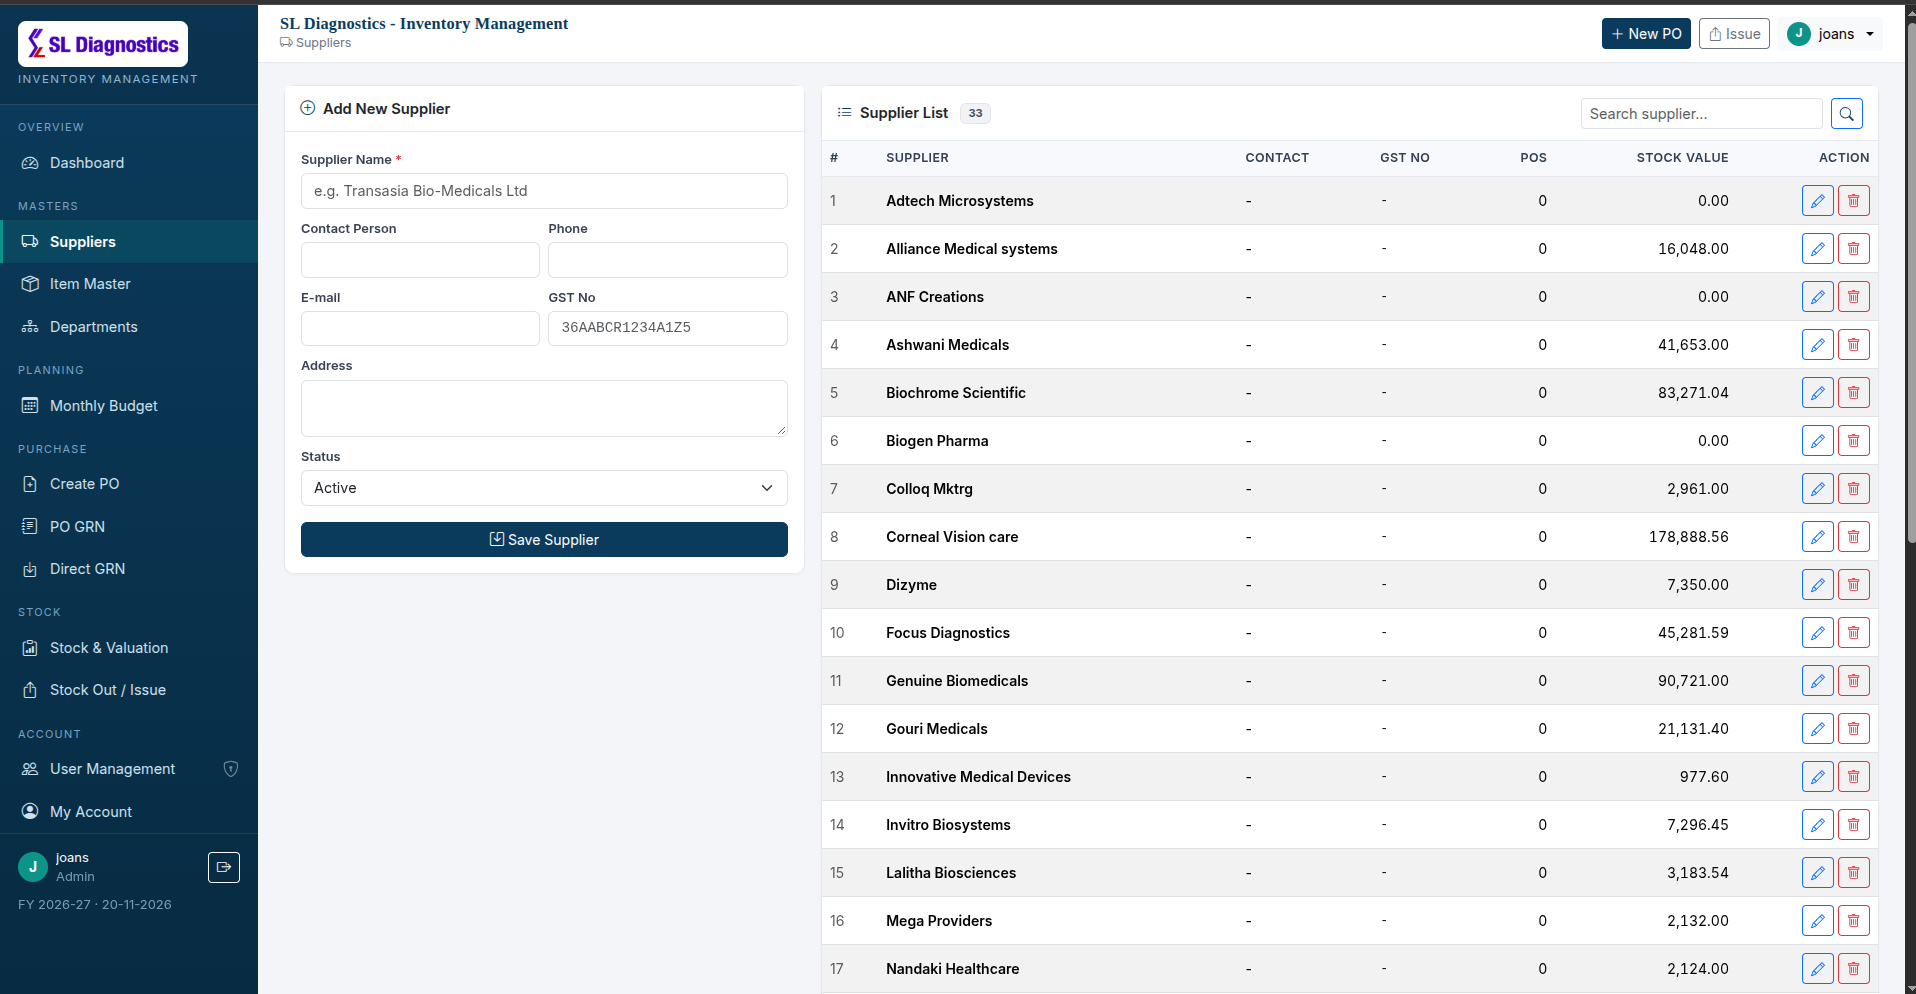 SL Diagnostics
INVENTORY MANAGEMENT
OVERVIEW
Dashboard
MASTERS
Suppliers
Item Master
Departments
PLANNING
Monthly Budget
PURCHASE
Create PO
PO GRN
Direct GRN
STOCK
Stock & Valuation
Stock Out / Issue
ACCOUNT
User Management
My Account
J joans
Admin
FY 2026-27 · 20-11-2026
SL Diagnostics - Inventory Management
Suppliers
+ New PO Issue J joans
Add New Supplier
Supplier Name *
e.g. Transasia Bio-Medicals Ltd
Contact Person Phone
E-mail GST No
36AABCR1234A1Z5
Address
Status
Active
Save Supplier
Supplier List 33 Search supplier...
# SUPPLIER CONTACT GST NO POS STOCK VALUE ACTION
1 Adtech Microsystems - - 0 0.00
2 Alliance Medical systems - - 0 16,048.00
3 ANF Creations - - 0 0.00
4 Ashwani Medicals - - 0 41,653.00
5 Biochrome Scientific - - 0 83,271.04
6 Biogen Pharma - - 0 0.00
7 Colloq Mktrg - - 0 2,961.00
8 Corneal Vision care - - 0 178,888.56
9 Dizyme - - 0 7,350.00
10 Focus Diagnostics - - 0 45,281.59
11 Genuine Biomedicals - - 0 90,721.00
12 Gouri Medicals - - 0 21,131.40
13 Innovative Medical Devices - - 0 977.60
14 Invitro Biosystems - - 0 7,296.45
15 Lalitha Biosciences - - 0 3,183.54
16 Mega Providers - - 0 2,132.00
17 Nandaki Healthcare - - 0 2,124.00